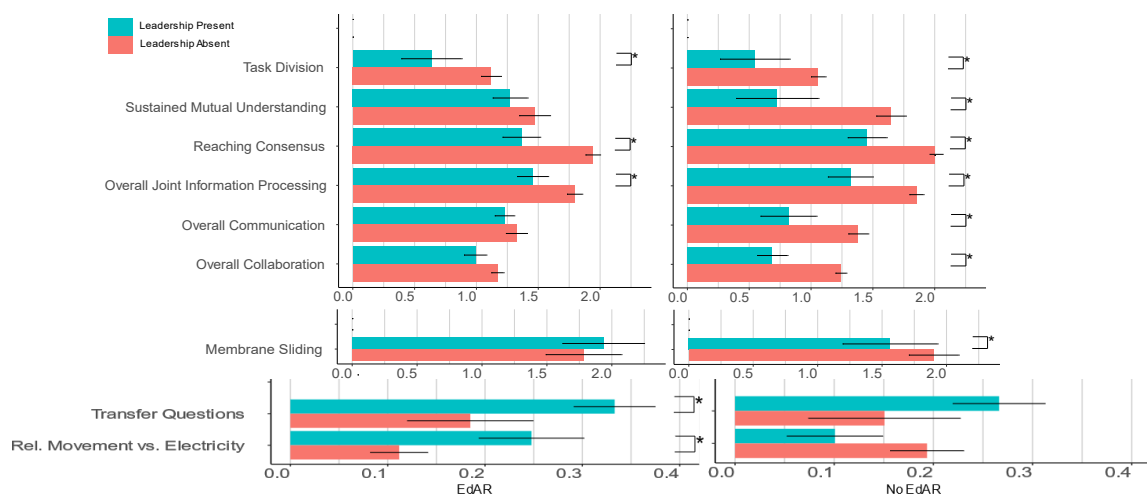 Leadership Present
Leadership Absent
Task Division
*
*
Sustained Mutual Understanding
*
Reaching Consensus
*
*
Overall Joint Information Processing
*
*
Overall Communication
*
Overall Collaboration
*
0.0 0.5 1.0 1.5 2.0
0.0 0.5 1.0 1.5 2.0
Membrane Sliding
*
0.0 0.5 1.0 1.5 2.0
0.0 0.5 1.0 1.5 2.0
Transfer Questions
*
Rel. Movement vs. Electricity
*
0.0 0.1 0.2 0.3 0.4
0.0 0.1 0.2 0.3 0.4
EdAR
No EdAR